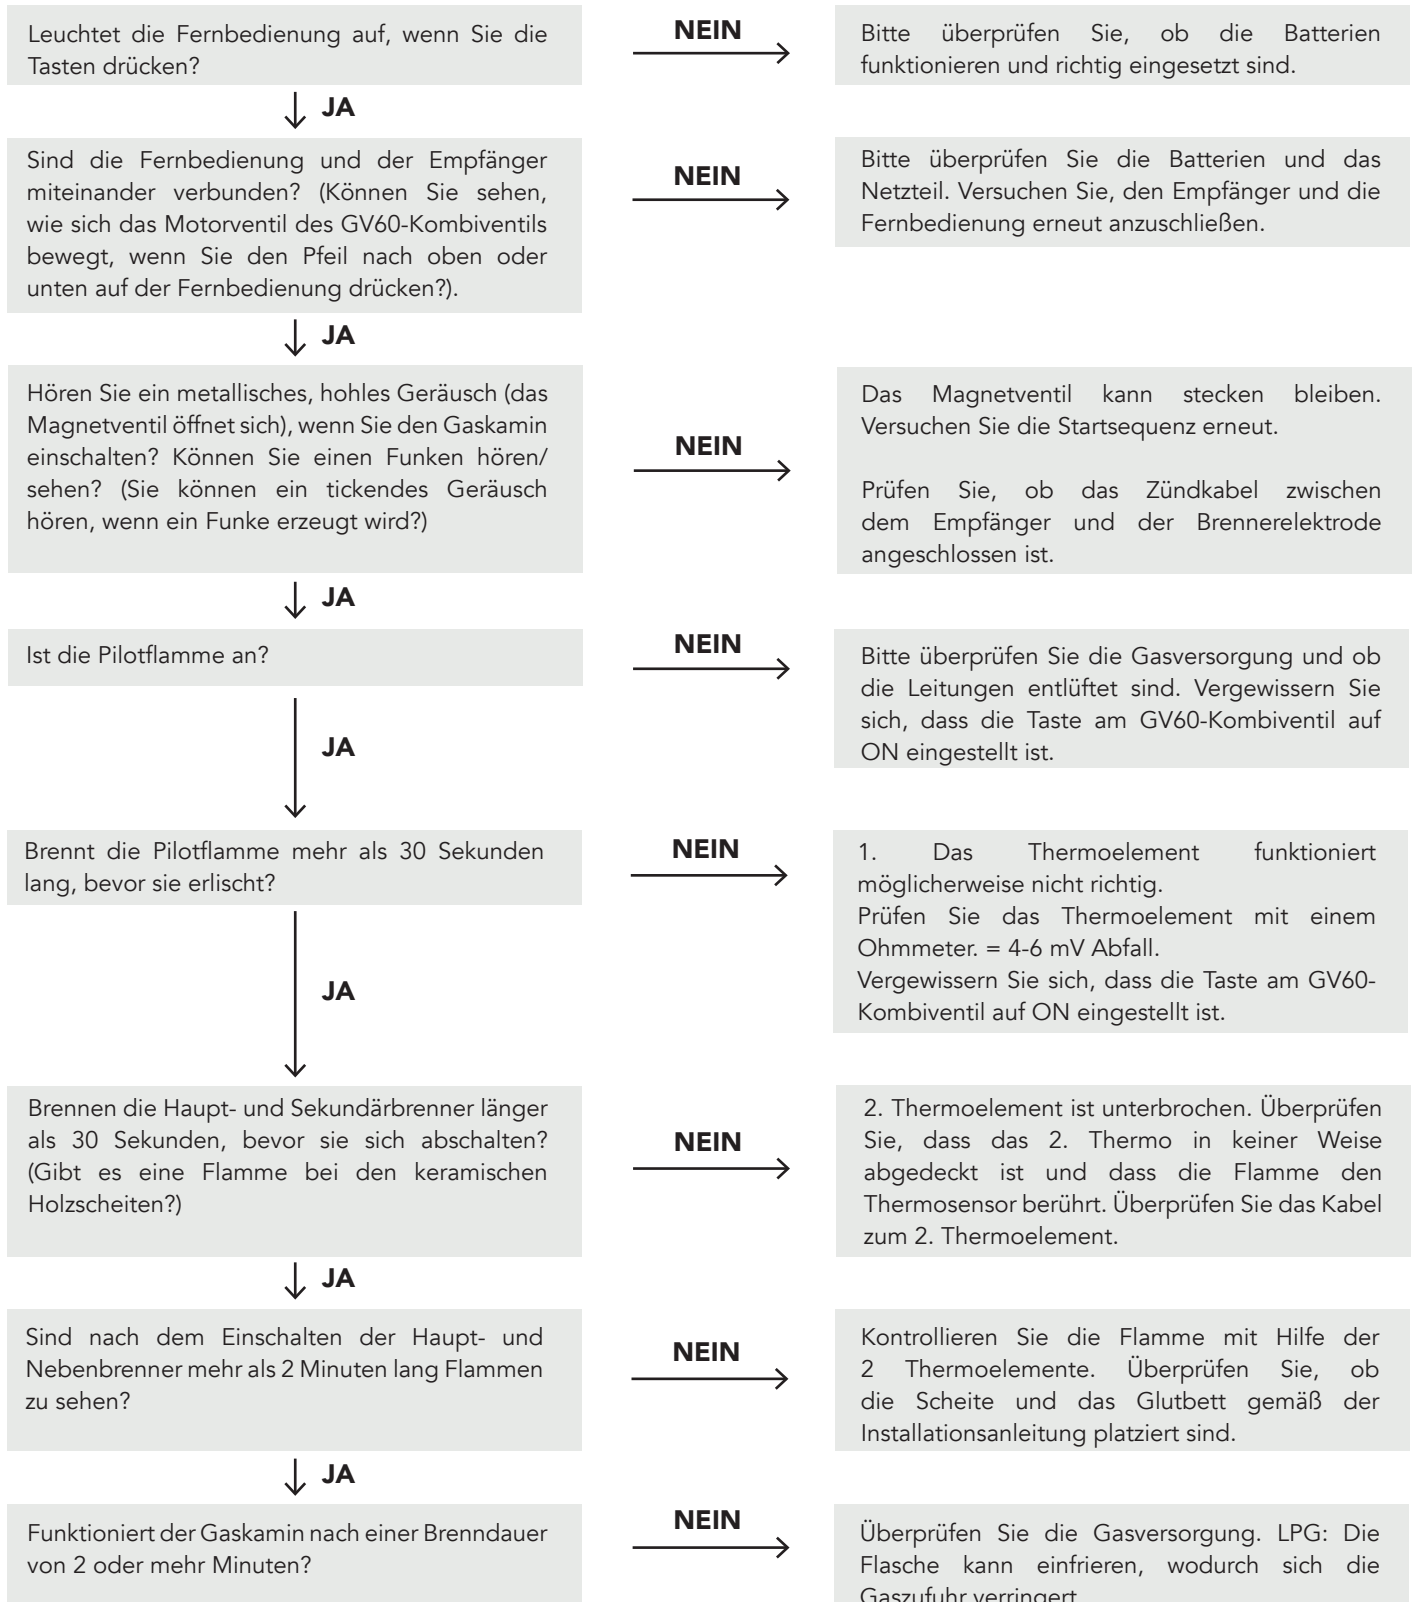 Leuchtet die Fernbedienung auf, wenn Sie die
Tasten drücken?
NEIN
Bitte überprüfen Sie, ob die Batterien
funktionieren und richtig eingesetzt sind.
JA
Sind die Fernbedienung und der Empfänger
miteinander verbunden? (Können Sie sehen,
wie sich das Motorventil des GV60-Kombiventils
bewegt, wenn Sie den Pfeil nach oben oder
unten auf der Fernbedienung drücken?).
NEIN
Bitte überprüfen Sie die Batterien und das
Netzteil. Versuchen Sie, den Empfänger und die
Fernbedienung erneut anzuschließen.
JA
Hören Sie ein metallisches, hohles Geräusch (das
Magnetventil öffnet sich), wenn Sie den Gaskamin
einschalten? Können Sie einen Funken hören/
sehen? (Sie können ein tickendes Geräusch
hören, wenn ein Funke erzeugt wird?)
NEIN
Das Magnetventil kann stecken bleiben.
Versuchen Sie die Startsequenz erneut.
Prüfen Sie, ob das Zündkabel zwischen
dem Empfänger und der Brennerelektrode
angeschlossen ist.
JA
Ist die Pilotflamme an?
NEIN
Bitte überprüfen Sie die Gasversorgung und ob
die Leitungen entlüftet sind. Vergewissern Sie
sich, dass die Taste am GV60-Kombiventil auf
ON eingestellt ist.
JA
Brennt die Pilotflamme mehr als 30 Sekunden
lang, bevor sie erlischt?
NEIN
1. Das Thermoelement funktioniert
möglicherweise nicht richtig.
Prüfen Sie das Thermoelement mit einem
Ohmmeter. = 4-6 mV Abfall.
Vergewissern Sie sich, dass die Taste am GV60-
Kombiventil auf ON eingestellt ist.
JA
Brennen die Haupt- und Sekundärbrenner länger
als 30 Sekunden, bevor sie sich abschalten?
(Gibt es eine Flamme bei den keramischen
Holzscheiten?)
NEIN
2. Thermoelement ist unterbrochen. Überprüfen
Sie, dass das 2. Thermo in keiner Weise
abgedeckt ist und dass die Flamme den
Thermosensor berührt. Überprüfen Sie das Kabel
zum 2. Thermoelement.
JA
Sind nach dem Einschalten der Haupt- und
Nebenbrenner mehr als 2 Minuten lang Flammen
zu sehen?
NEIN
Kontrollieren Sie die Flamme mit Hilfe der
2 Thermoelemente. Überprüfen Sie, ob
die Scheite und das Glutbett gemäß der
Installationsanleitung platziert sind.
JA
Funktioniert der Gaskamin nach einer Brenndauer
von 2 oder mehr Minuten?
NEIN
Überprüfen Sie die Gasversorgung. LPG: Die
Flasche kann einfrieren, wodurch sich die
Gaszufuhr verringert